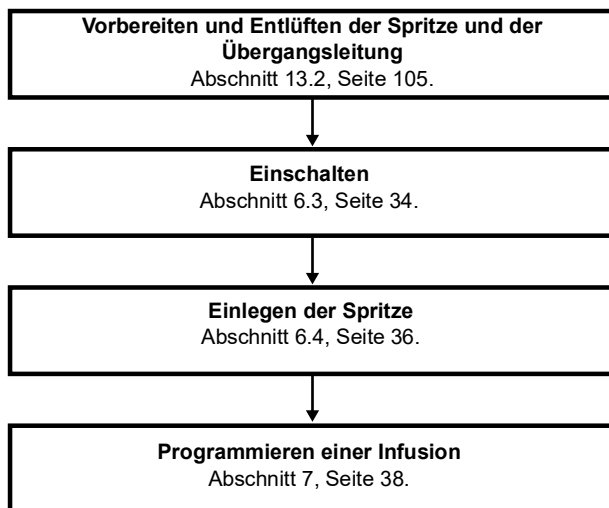 Vorbereiten und Entlüften der Spritze und der
Übergangsleitung
Abschnitt 13.2, Seite 105.
Einschalten
Abschnitt 6.3, Seite 34.
Einlegen der Spritze
Abschnitt 6.4, Seite 36.
Programmieren einer Infusion
Abschnitt 7, Seite 38.